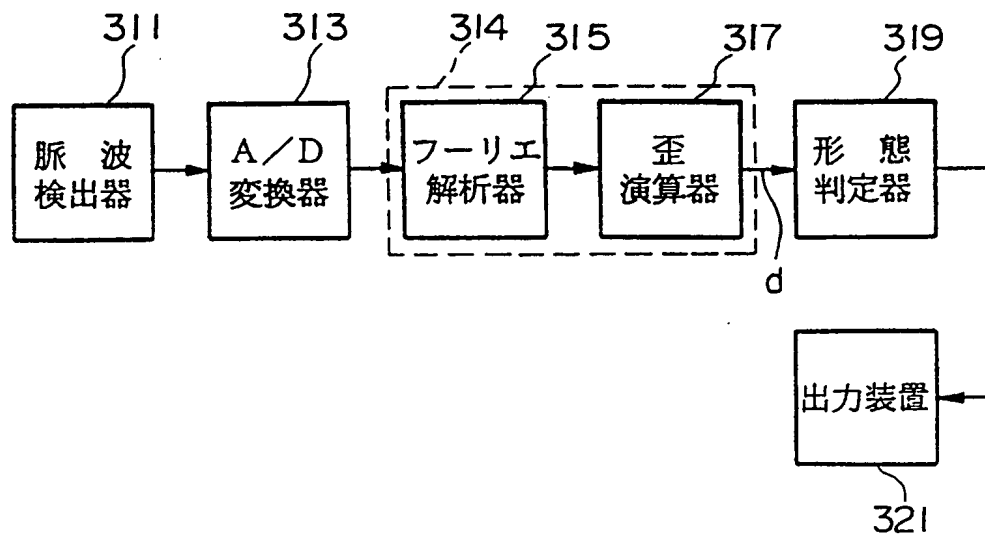 311
313
314
315
317
319
脈 波
検出器
A／D
変換器
フーリエ
解析器
歪
演算器
形 態
判定器
d
出力装置
321